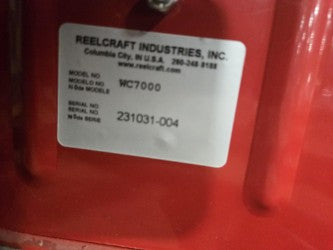 REELCRAFT INDUSTRIES, INC.
Columbia City, IN U.S.A. 260-248-8188
www.reelcraft.com
MODEL NO
MODELO NO WC7000
N°de MODELE
SERIAL NO
SERIAL NO 231031-004
N°de SERIE